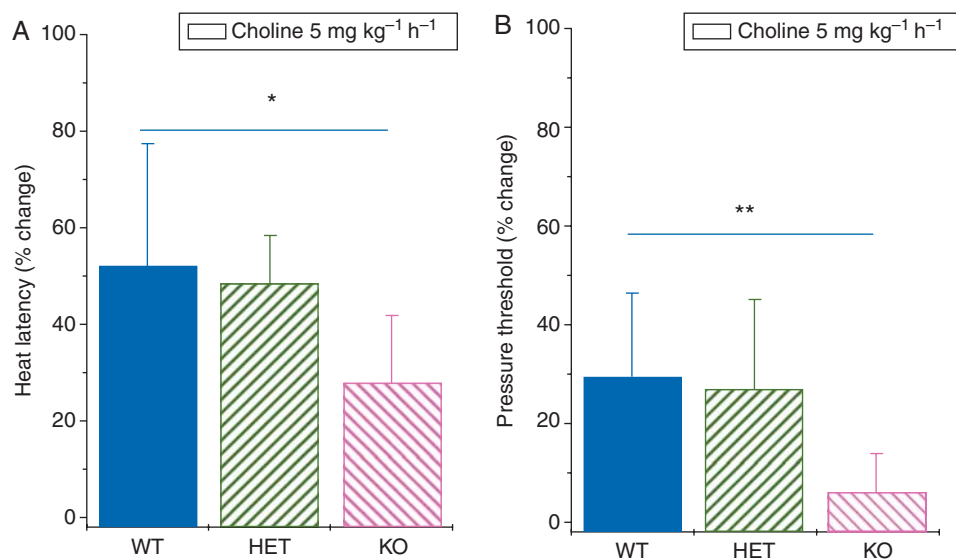 A
Choline 5 mg kg⁻¹ h⁻¹
Heat latency (% change)
100
80
60
40
20
0
*
WT HET KO
B
Choline 5 mg kg⁻¹ h⁻¹
Pressure threshold (% change)
100
80
60
40
20
0
**
WT HET KO